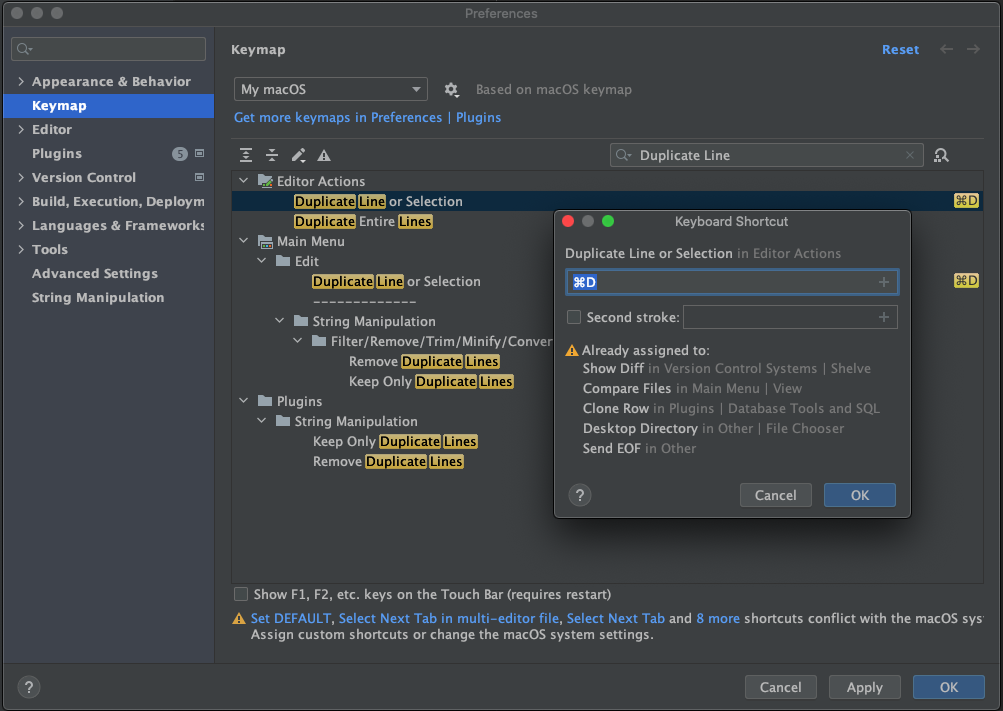 Preferences
Keymap
Reset
Appearance & Behavior
Keymap
Editor
Plugins 5
Version Control
Build, Execution, Deploym
Languages & Frameworks
Tools
Advanced Settings
String Manipulation
My macOS
Based on macOS keymap
Get more keymaps in Preferences | Plugins
Duplicate Line
Editor Actions
Duplicate Line or Selection ⌘D
Duplicate Entire Lines
Main Menu
Edit
Duplicate Line or Selection ⌘D
-------------
String Manipulation
Filter/Remove/Trim/Minify/Conver
Remove Duplicate Lines
Keep Only Duplicate Lines
Plugins
String Manipulation
Keep Only Duplicate Lines
Remove Duplicate Lines
Keyboard Shortcut
Duplicate Line or Selection in Editor Actions
⌘D
Second stroke:
Already assigned to:
Show Diff in Version Control Systems | Shelve
Compare Files in Main Menu | View
Clone Row in Plugins | Database Tools and SQL
Desktop Directory in Other | File Chooser
Send EOF in Other
? Cancel OK
Show F1, F2, etc. keys on the Touch Bar (requires restart)
Set DEFAULT, Select Next Tab in multi-editor file, Select Next Tab and 8 more shortcuts conflict with the macOS sys
Assign custom shortcuts or change the macOS system settings.
? Cancel Apply OK